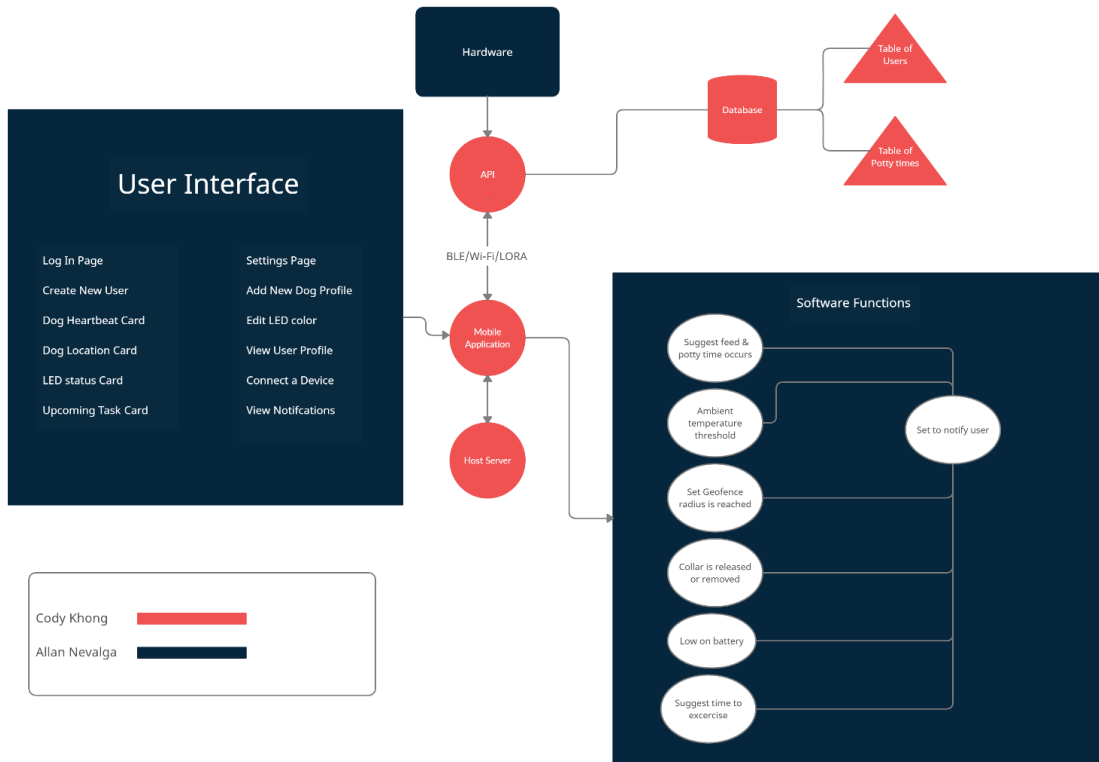 Hardware
Table of
Users
Database
Table of
Potty times
API
BLE/Wi-Fi/LORA
Mobile
Application
Host Server
User Interface
Log In Page
Create New User
Dog Heartbeat Card
Dog Location Card
LED status Card
Upcoming Task Card
Settings Page
Add New Dog Profile
Edit LED color
View User Profile
Connect a Device
View Notifcations
Software Functions
Suggest feed &
potty time occurs
Ambient
temperature
threshold
Set Geofence
radius is reached
Collar is released
or removed
Low on battery
Suggest time to
excercise
Set to notify user
Cody Khong
Allan Nevalga